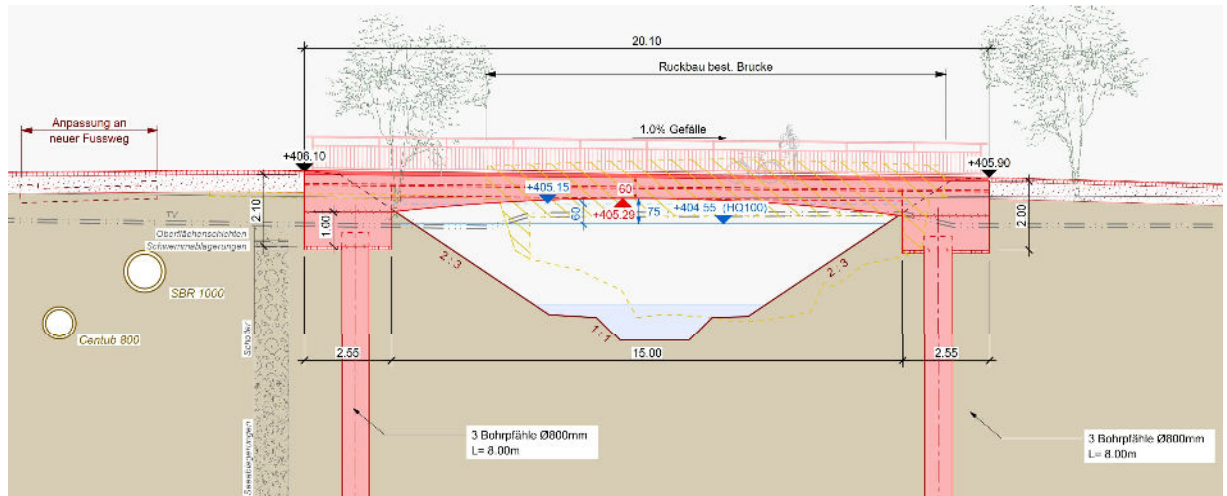 20.10
Ruckbau best. Brucke
Anpassung an
neuer Fussweg
1.0% Gefälle
+406.10
+405.90
+405.15
60
+405.29
60
75
+404.55 (HQ100)
2.10
1.00
2.00
TV
Oberflächenschichten
Schwemmablagerungen
2 : 3
2 : 3
SBR 1000
Centub 800
Schotter
1 : 1
2.55
15.00
2.55
3 Bohrpfähle Ø800mm
L= 8.00m
3 Bohrpfähle Ø800mm
L= 8.00m
Seeablagerungen